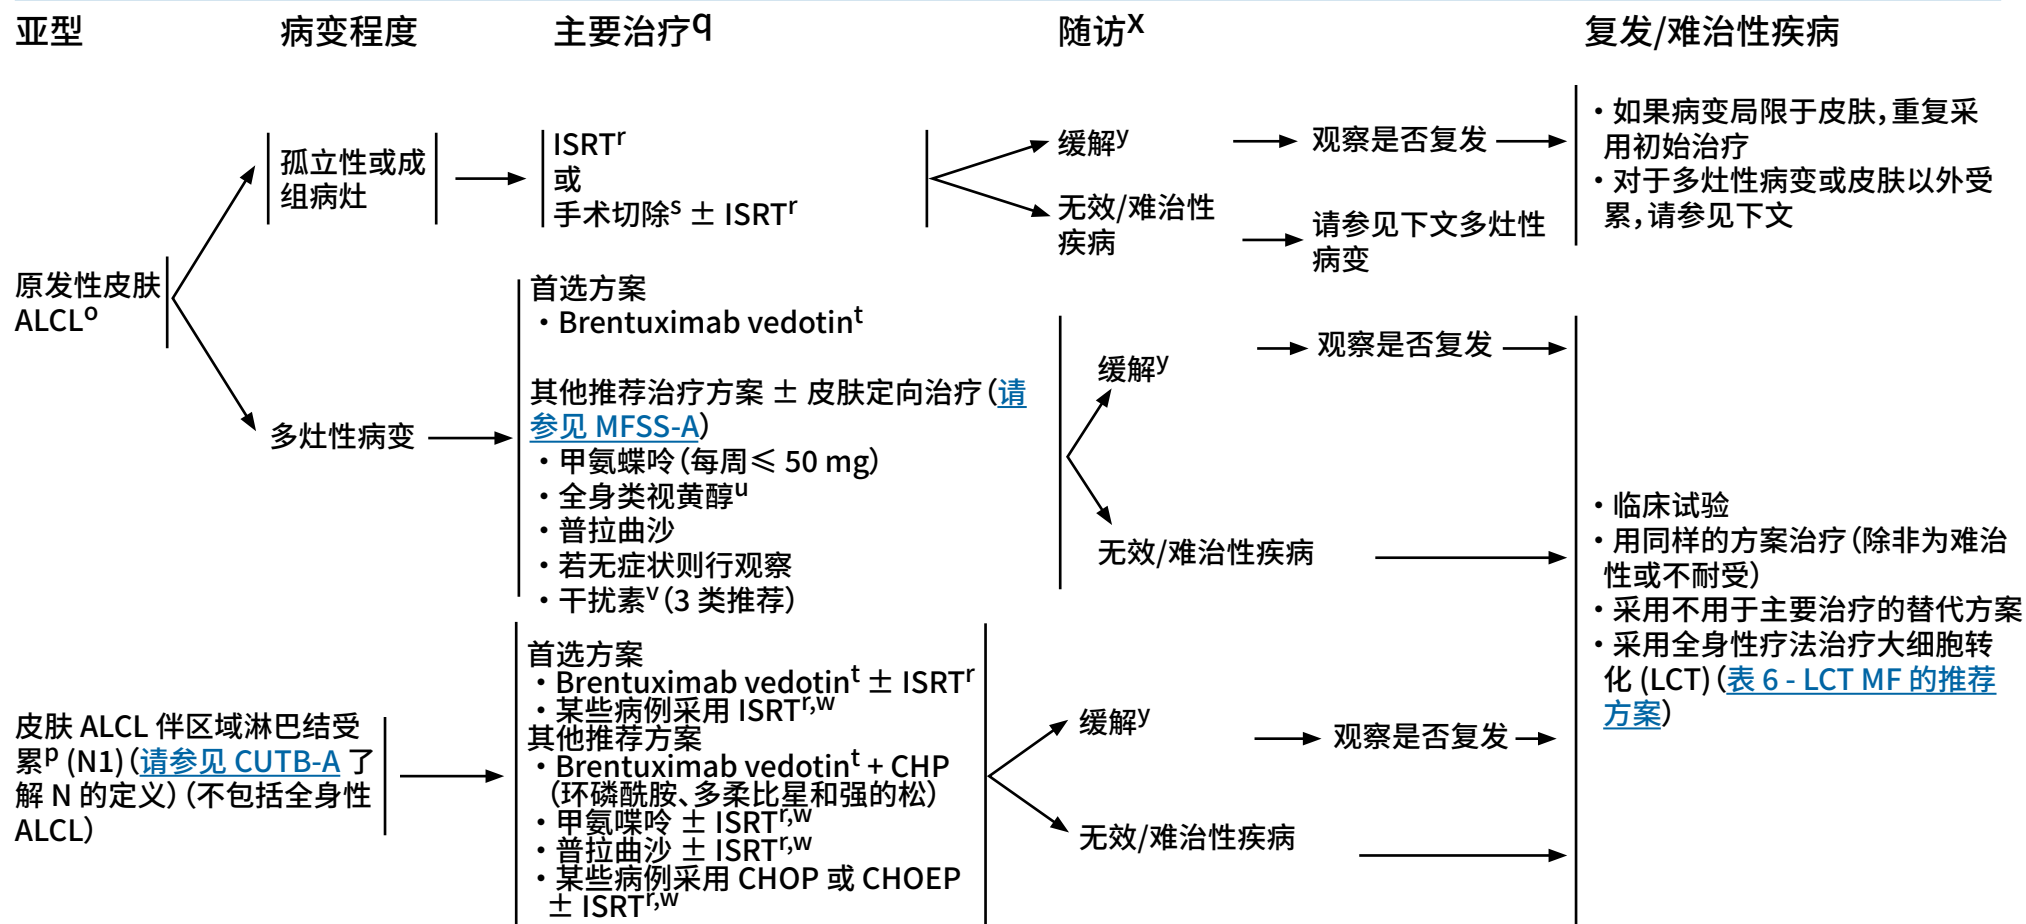 亚型
病变程度
主要治疗q
随访x
复发/难治性疾病
原发性皮肤
ALCLo
孤立性或成
组病灶
ISRTr
或
手术切除s ± ISRTr
缓解y
观察是否复发
无效/难治性
疾病
请参见下文多灶性
病变
・如果病变局限于皮肤，重复采
用初始治疗
・对于多灶性病变或皮肤以外受
累，请参见下文
多灶性病变
首选方案
・Brentuximab vedotint
其他推荐治疗方案 ± 皮肤定向治疗（请
参见 MFSS-A）
・甲氨蝶呤（每周≤ 50 mg）
・全身类视黄醇u
・普拉曲沙
・若无症状则行观察
・干扰素v（3 类推荐）
缓解y
观察是否复发
无效/难治性疾病
皮肤 ALCL 伴区域淋巴结受
累p (N1)（请参见 CUTB-A 了
解 N 的定义）（不包括全身性
ALCL）
首选方案
・Brentuximab vedotint ± ISRTr
・某些病例采用 ISRTr,w
其他推荐方案
・Brentuximab vedotint + CHP
（环磷酰胺、多柔比星和强的松）
・甲氨喋呤 ± ISRTr,w
・普拉曲沙 ± ISRTr,w
・某些病例采用 CHOP 或 CHOEP
± ISRTr,w
缓解y
观察是否复发
无效/难治性疾病
・临床试验
・用同样的方案治疗（除非为难治
性或不耐受）
・采用不用于主要治疗的替代方案
・采用全身性疗法治疗大细胞转
化 (LCT)（表 6 - LCT MF 的推荐
方案）